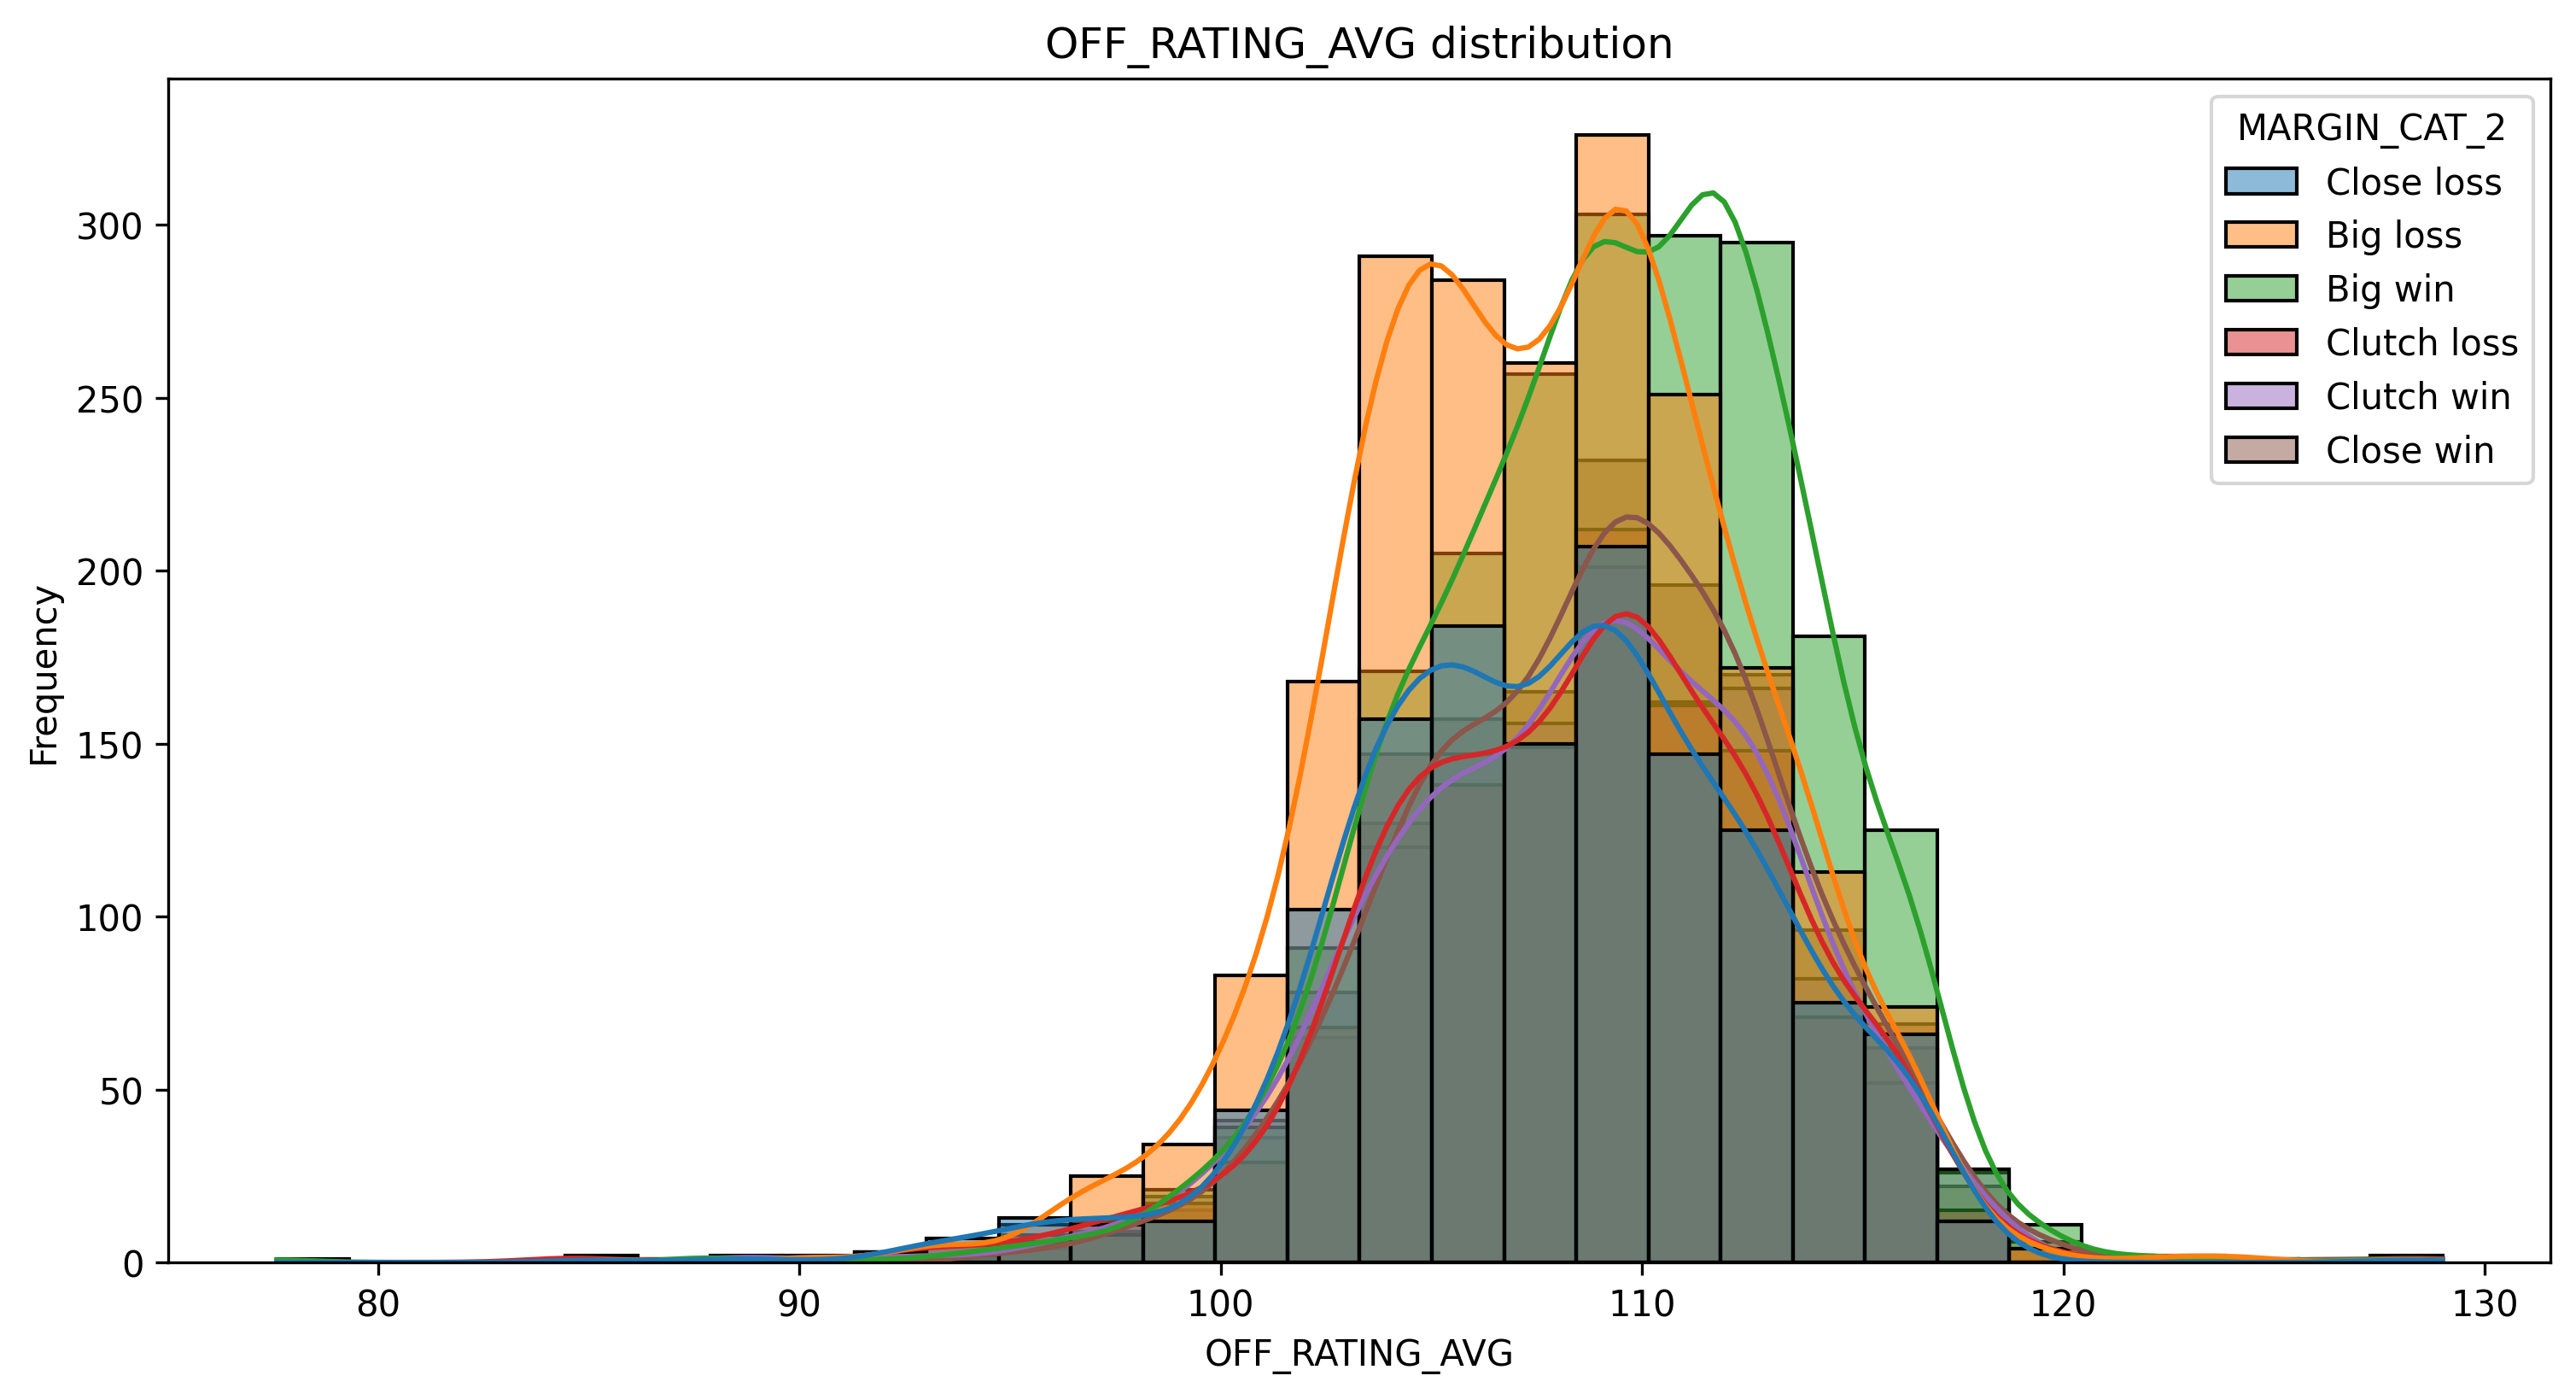 OFF_RATING_AVG distribution
MARGIN_CAT_2
Close loss
Big loss
Big win
Clutch loss
Clutch win
Close win
Frequency
300
250
200
150
100
50
0
80 90 100 110 120 130
OFF_RATING_AVG